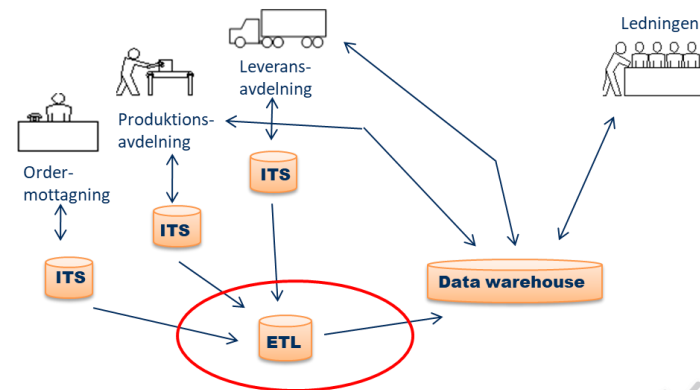 Ledningen
Leverans-
avdelning
Produktions-
avdelning
Order-
mottagning
ITS
ITS
ITS
Data warehouse
ETL